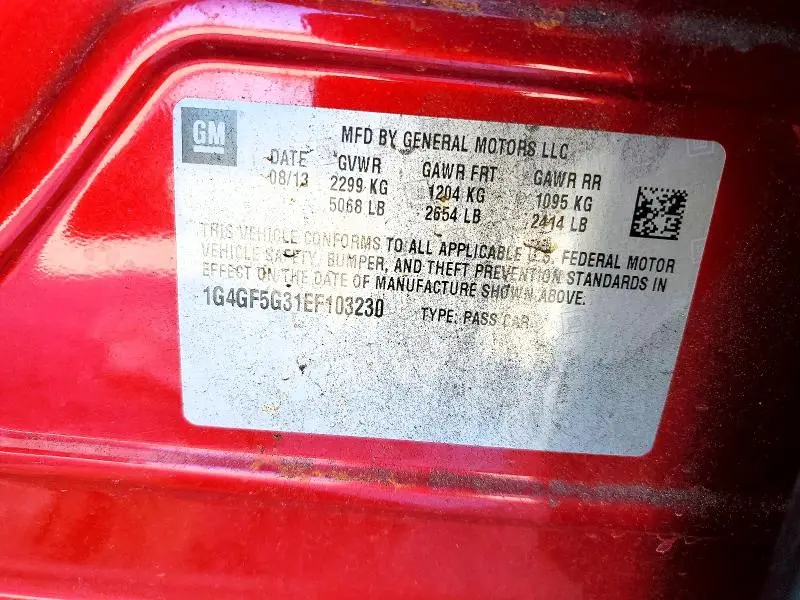 GM
MFD BY GENERAL MOTORS LLC
DATE GVWR GAWR FRT GAWR RR
08/13 2299 KG 1204 KG 1095 KG
5068 LB 2654 LB 2414 LB
THIS VEHICLE CONFORMS TO ALL APPLICABLE U.S. FEDERAL MOTOR
VEHICLE SAFETY, BUMPER, AND THEFT PREVENTION STANDARDS IN
EFFECT ON THE DATE OF MANUFACTURE SHOWN ABOVE.
1G4GF5G31EF103230 TYPE: PASS CAR